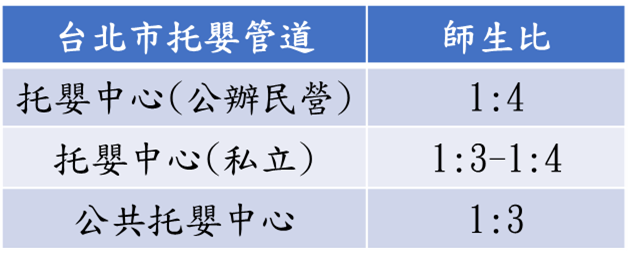 台北市托嬰管道 師生比
托嬰中心(公辦民營) 1:4
托嬰中心(私立) 1:3-1:4
公共托嬰中心 1:3